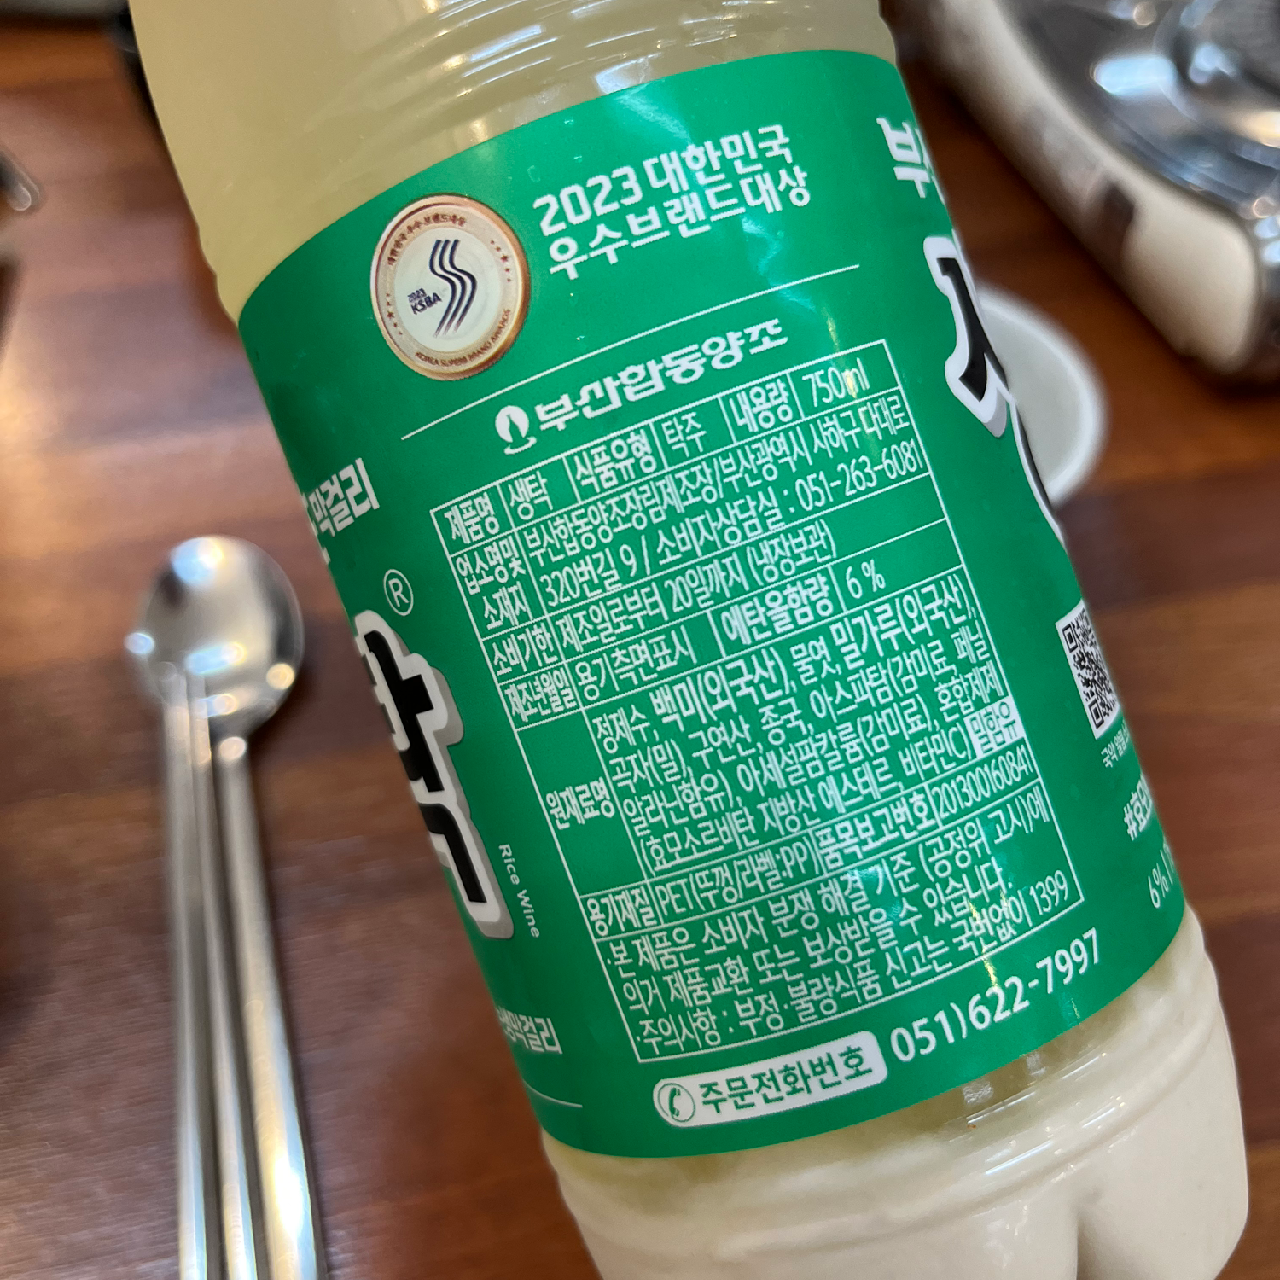 2023 대한민국
우수브랜드대상
2023
KSBA
부산합동양조
제품명 생탁 식품유형 탁주 내용량 750ml
업소명및 소재지 부산합동양조장림제조장/부산광역시 사하구 다대로
320번길 9 / 소비자상담실 : 051-263-6081
소비기한 제조일로부터 20일까지 (냉장보관)
제조년월일 용기측면표시 에탄올함량 6 %
원재료명 정제수, 백미(외국산), 물엿, 밀가루(외국산),
곡자(밀), 구연산, 종국, 아스파탐(감미료, 페닐
알라닌함유), 아세설팜칼륨(감미료), 혼합제제
(효모소르비탄 지방산 에스테르 비타민C) 밀함유
용기재질 PET(뚜껑/라벨:PP) 품목보고번호 201300160841
·본 제품은 소비자 분쟁 해결 기준 (공정위 고시)에
의거 제품교환 또는 보상받을 수 있습니다.
·주의사항 : 부정·불량식품 신고는 국번없이 1399
주문전화번호 051)622-7997
막걸리
탁
®
Rice Wine
막걸리
부
6%